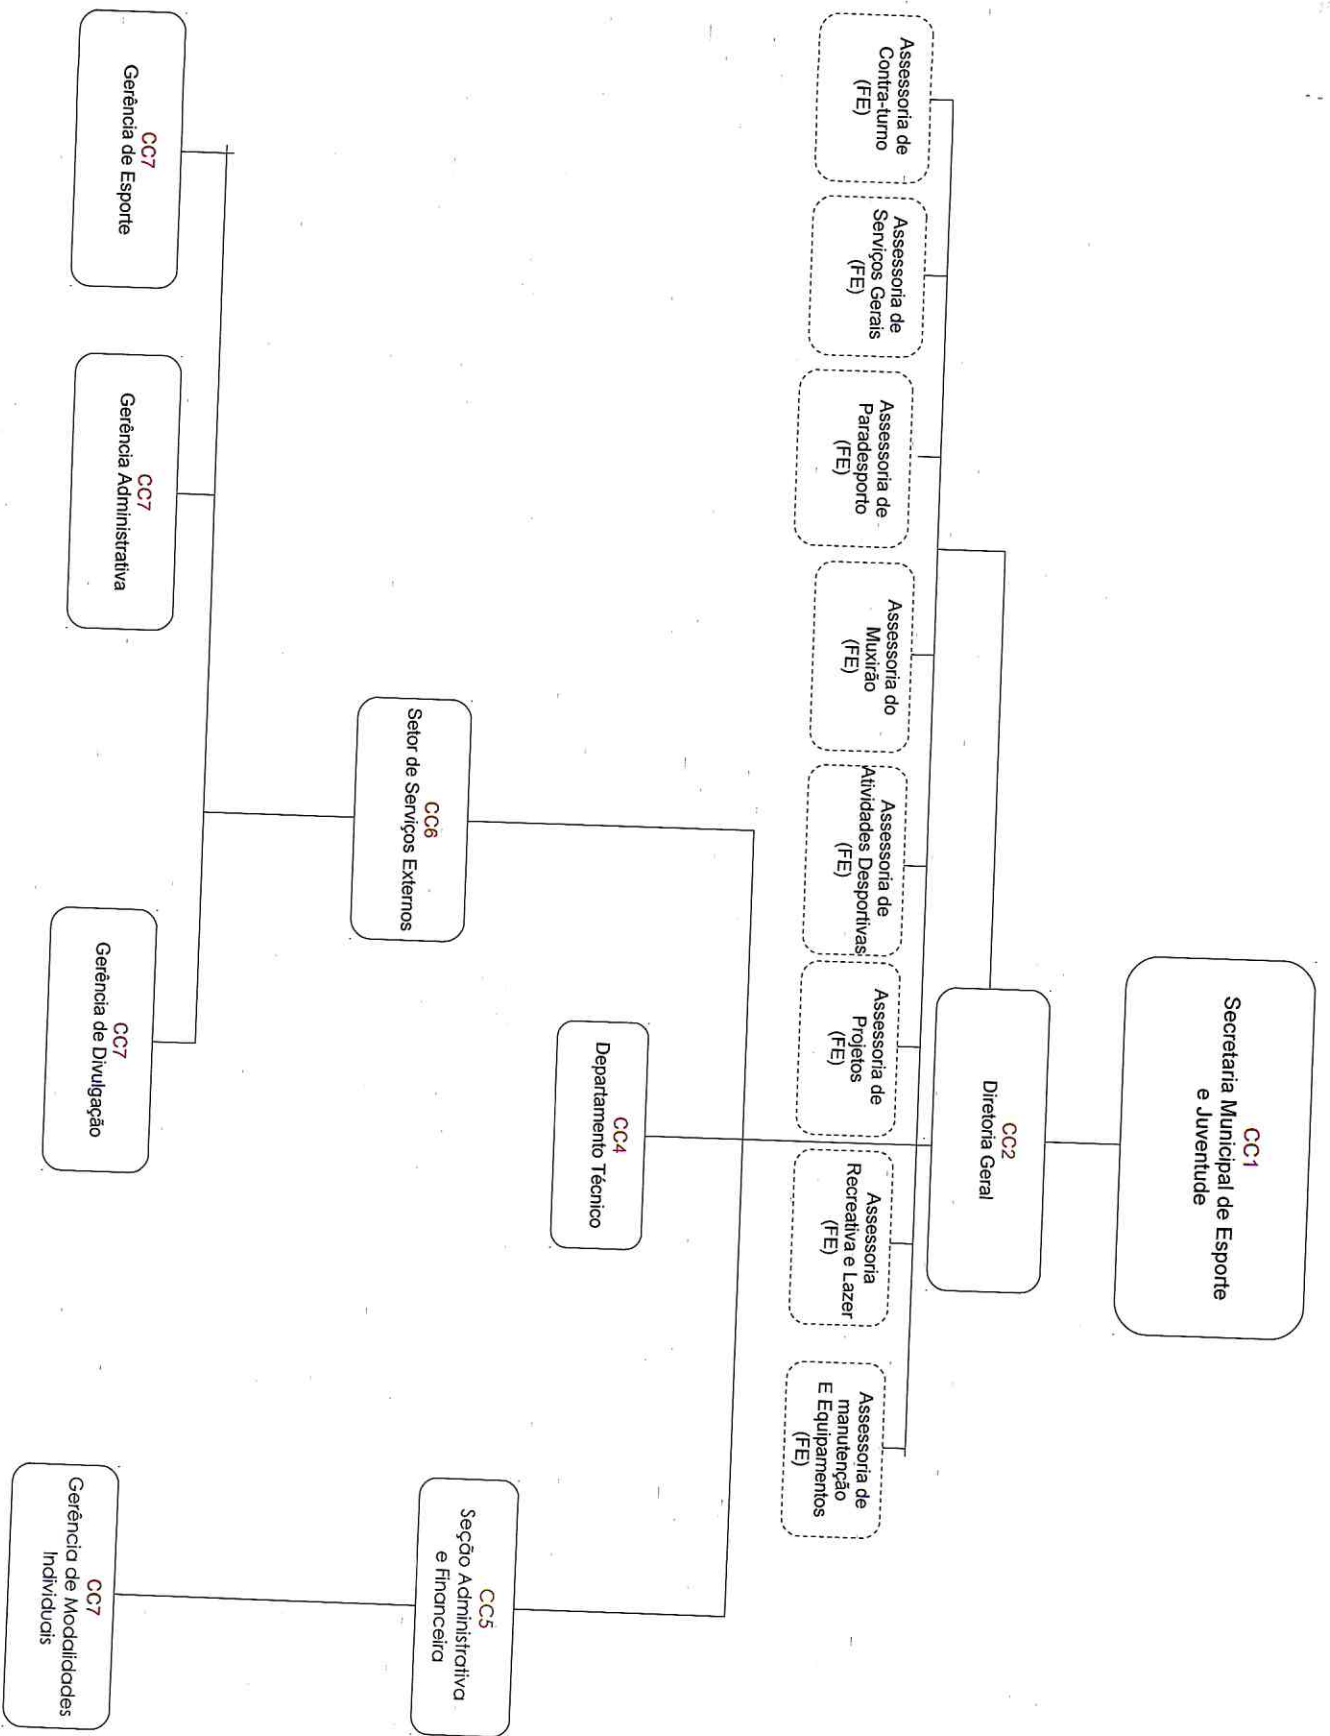 CC1
Secretaria Municipal de Esporte
e Juventude
CC2
Diretoria Geral
Assessoria de
Contra-turno
(FE)
Assessoria de
Serviços Gerais
(FE)
Assessoria de
Paradesporto
(FE)
Assessoria do
Muxirão
(FE)
Assessoria de
Atividades Desportivas
(FE)
Assessoria de
Projetos
(FE)
Assessoria
Recreativa e Lazer
(FE)
Assessoria de
manutenção
E Equipamentos
(FE)
CC4
Departamento Técnico
CC6
Setor de Serviços Externos
CC5
Seção Administrativa
e Financeira
CC7
Gerência de Esporte
CC7
Gerência Administrativa
CC7
Gerência de Divulgação
CC7
Gerência de Modalidades
Individuais